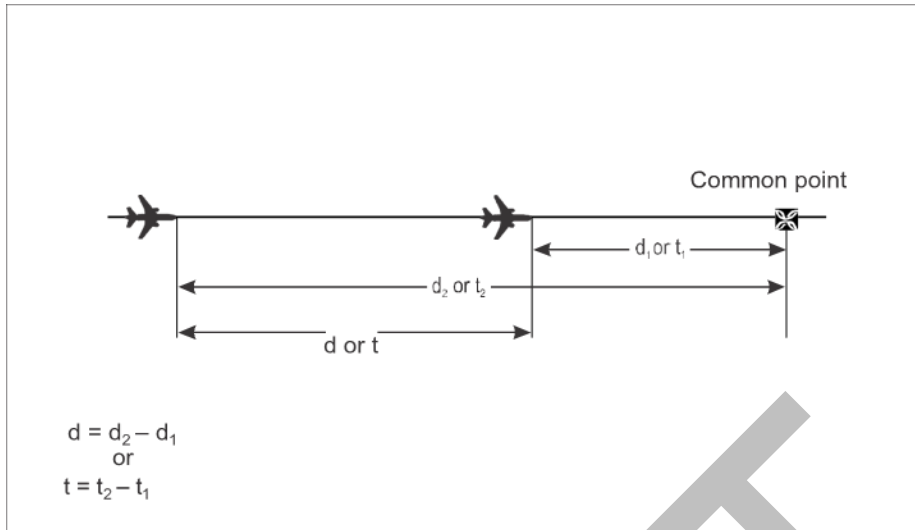 Common point
d₁ or t₁
d₂ or t₂
d or t
d = d₂ – d₁
or
t = t₂ – t₁